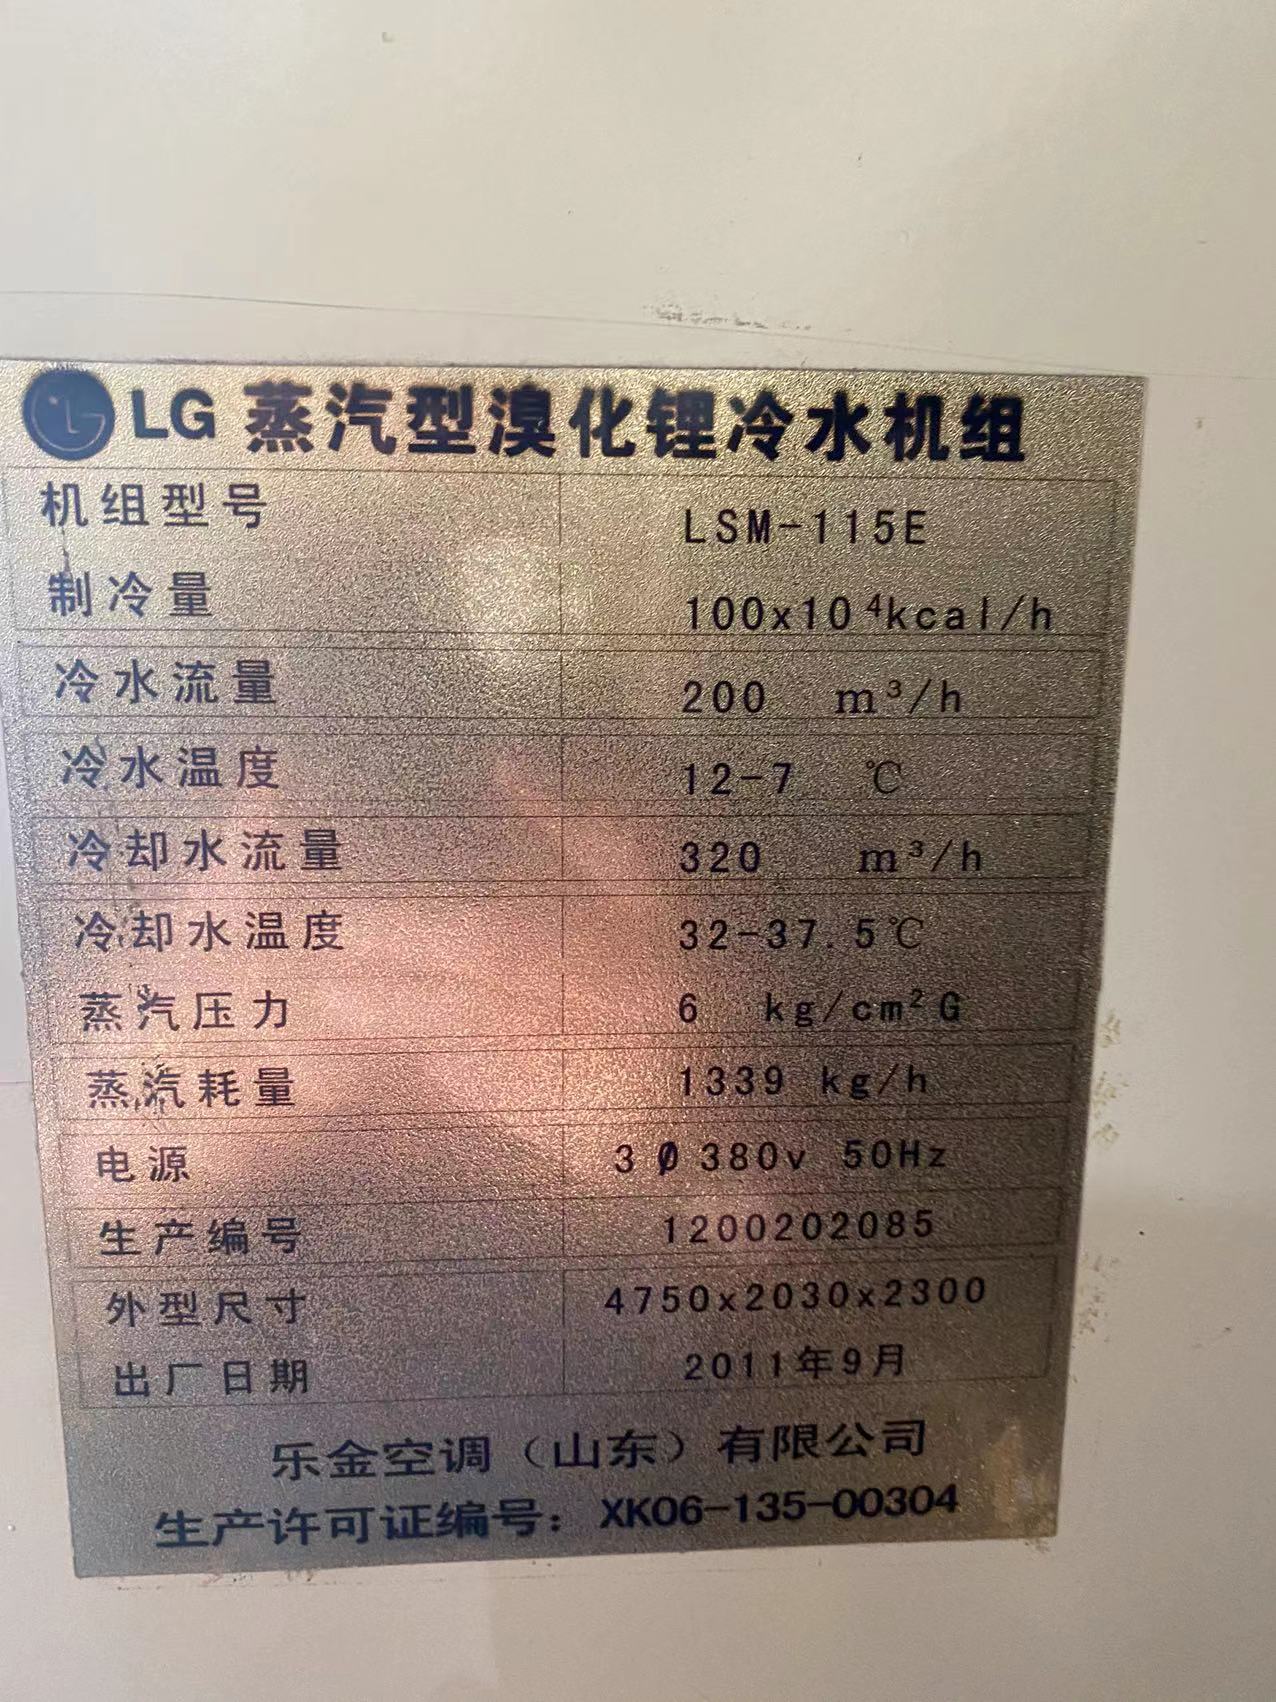 LG LG 蒸汽型溴化锂冷水机组
机组型号 LSM-115E
制冷量 100x10⁴kcal/h
冷水流量 200 m³/h
冷水温度 12-7 ℃
冷却水流量 320 m³/h
冷却水温度 32-37.5℃
蒸汽压力 6 kg/cm²G
蒸汽耗量 1339 kg/h
电源 3 Ø 380v 50Hz
生产编号 1200202085
外型尺寸 4750x2030x2300
出厂日期 2011年9月
乐金空调（山东）有限公司
生产许可证编号：XK06-135-00304